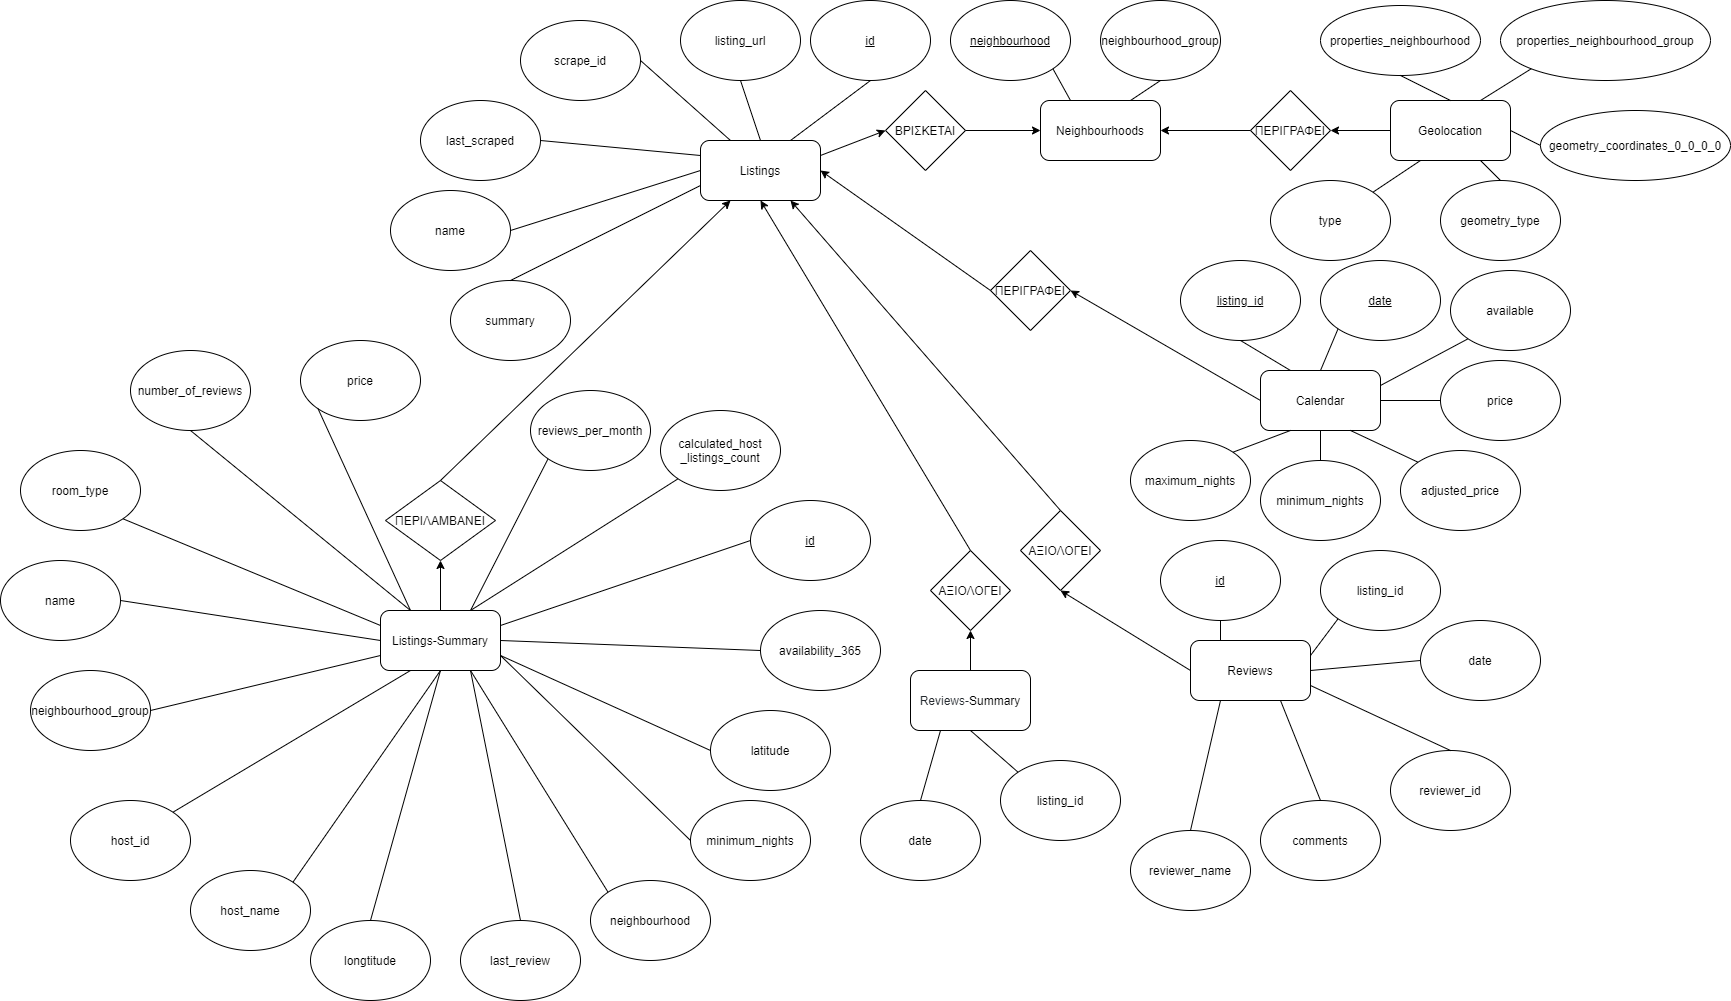 listing_url
id
neighbourhood
neighbourhood_group
properties_neighbourhood
properties_neighbourhood_group
scrape_id
last_scraped
ΒΡΙΣΚΕΤΑΙ
Neighbourhoods
ΠΕΡΙΓΡΑΦΕΙ
Geolocation
geometry_coordinates_0_0_0_0
Listings
name
type
geometry_type
summary
ΠΕΡΙΓΡΑΦΕΙ
listing_id
date
available
number_of_reviews
price
Calendar
price
reviews_per_month
calculated_host
_listings_count
maximum_nights
minimum_nights
adjusted_price
room_type
ΠΕΡΙΛΑΜΒΑΝΕΙ
id
ΑΞΙΟΛΟΓΕΙ
ΑΞΙΟΛΟΓΕΙ
id
listing_id
name
Listings-Summary
availability_365
Reviews
date
neighbourhood_group
Reviews-Summary
latitude
reviewer_id
host_id
minimum_nights
date
listing_id
reviewer_name
comments
host_name
longtitude
last_review
neighbourhood